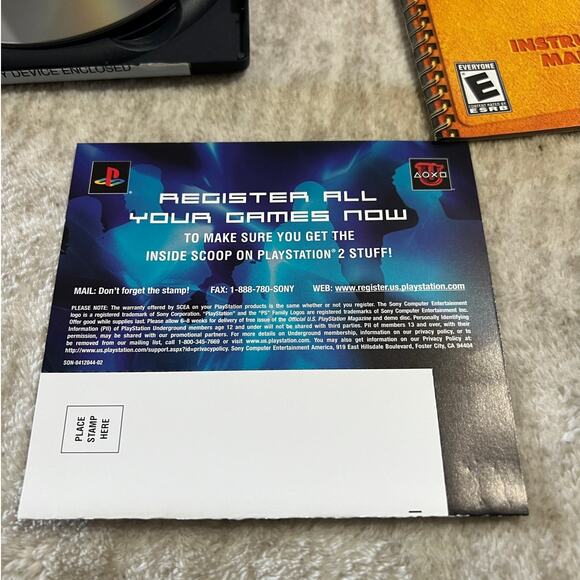 Y DEVICE ENCLOSED
EVERYONE
E
CONTENT RATED BY
ESRB
REGISTER ALL
YOUR GAMES NOW
TO MAKE SURE YOU GET THE
INSIDE SCOOP ON PLAYSTATION®2 STUFF!
MAIL: Don't forget the stamp! FAX: 1-888-780-SONY WEB: www.register.us.playstation.com
PLEASE NOTE: The warranty offered by SCEA on your PlayStation products is the same whether or not you register. The Sony Computer Entertainment
logo is a registered trademark of Sony Corporation. "PlayStation" and the "PS" Family Logos are registered trademarks of Sony Computer Entertainment Inc.
Offer good while supplies last. Please allow 6-8 weeks for delivery of free issue of the Official U.S. PlayStation Magazine and demo disc. Personally Identifying
Information (PII) of PlayStation Underground members age 12 and under will not be shared with third parties. PII of members 13 and over, with their
permission, may be shared with our promotional partners. For more details on Underground membership, information on our privacy policy, or to
be removed from our mailing list, call 1-800-345-7669 or visit www.us.playstation.com. You may also get information on our Privacy Policy at:
http://www.us.playstation.com/support.aspx?id=privacypolicy. Sony Computer Entertainment America, 919 East Hillsdale Boulevard, Foster City, CA 94404
SON-0412044-02
PLACE
STAMP
HERE